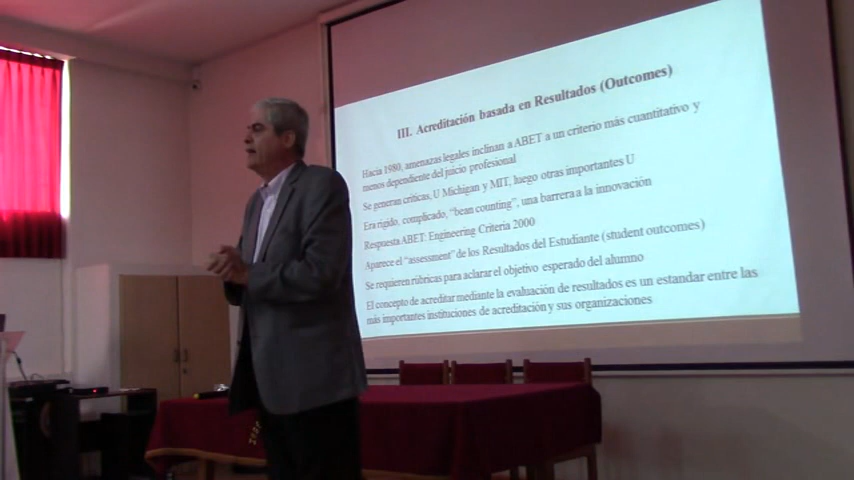 III. Acreditación basada en Resultados (Outcomes)
Hacia 1980, amenazas legales inclinan a ABET a un criterio más cuantitativo y
menos dependiente del juicio profesional
Se generan críticas; U Michigan y MIT, luego otras importantes U
Era rígido, complicado, “bean counting”, una barrera a la innovación
Respuesta ABET: Engineering Criteria 2000
Aparece el “assessment” de los Resultados del Estudiante (student outcomes)
Se requieren rúbricas para aclarar el objetivo esperado del alumno
El concepto de acreditar mediante la evaluación de resultados es un estandar entre las
más importantes instituciones de acreditación y sus organizaciones